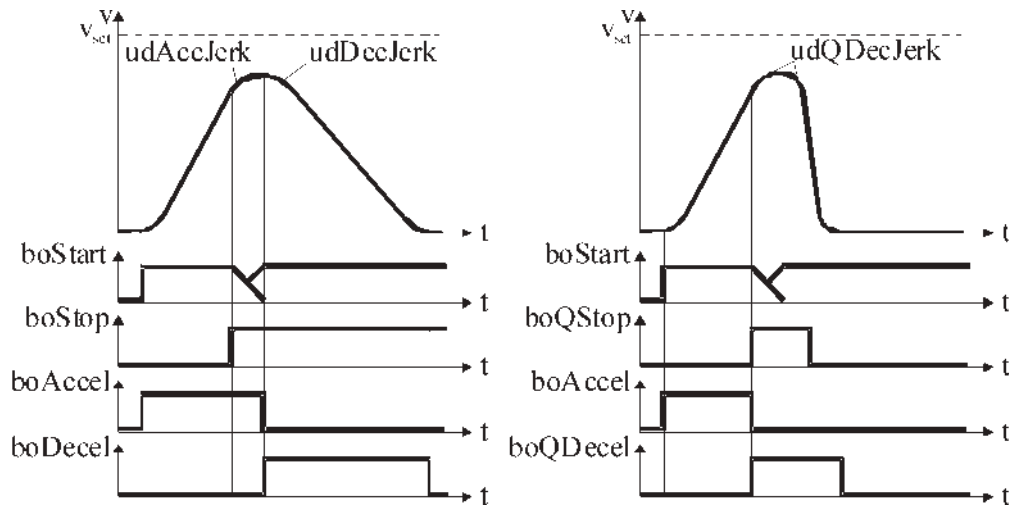 v
v_set
udAccJerk
udDecJerk
t
boStart
t
boStop
t
boAccel
t
boDecel
t
v
v_set
udQDecJerk
t
boStart
t
boQStop
t
boAccel
t
boQDecel
t